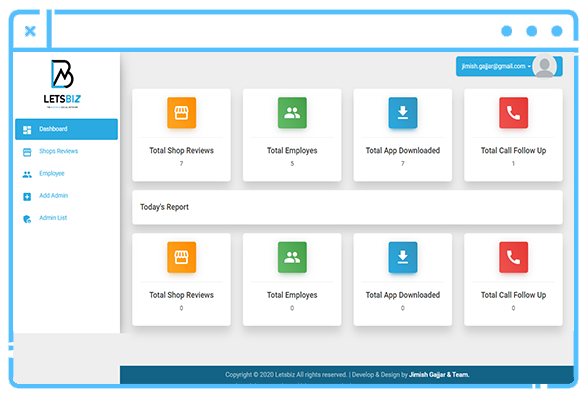 jimish.gajjar@gmail.com
LETSBIZ
Dashboard
Shops Reviews
Employee
Add Admin
Admin List
Total Shop Reviews
7
Total Employes
5
Total App Downloaded
7
Total Call Follow Up
1
Today's Report
Total Shop Reviews
0
Total Employes
0
Total App Downloaded
0
Total Call Follow Up
0
Copyright © 2020 Letsbiz All rights reserved. | Develop & Design by Jimish Gajjar & Team.